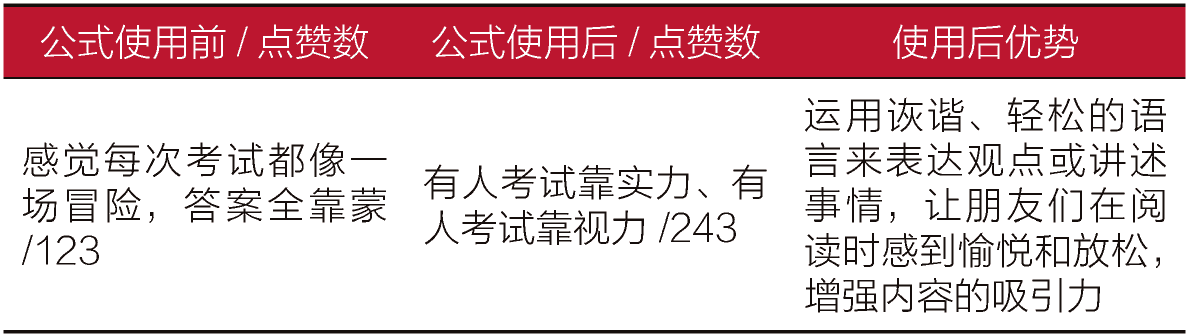 公式使用前 / 点赞数 公式使用后 / 点赞数 使用后优势
感觉每次考试都像一
场冒险，答案全靠蒙
/123
有人考试靠实力、有
人考试靠视力 /243
运用诙谐、轻松的语
言来表达观点或讲述
事情，让朋友们在阅
读时感到愉悦和放松，
增强内容的吸引力